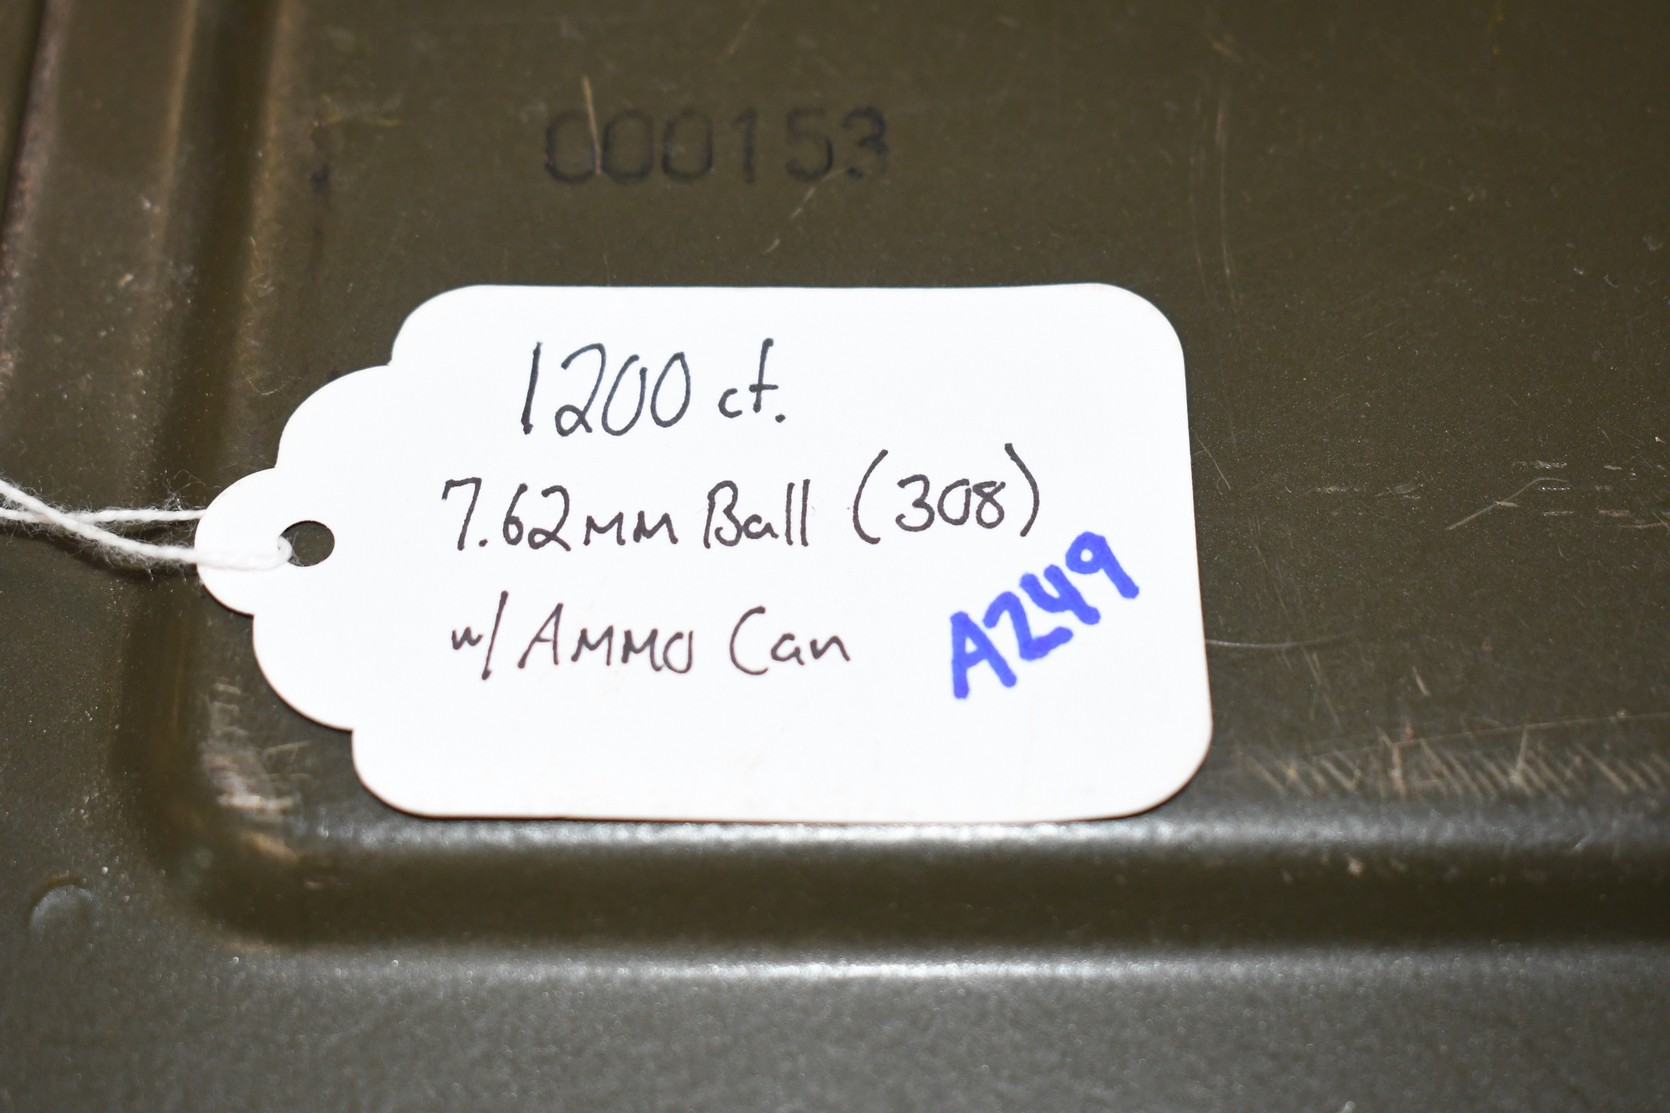 000153
1200 ct.
7.62mm Ball (308)
w/ Ammo Can
A249